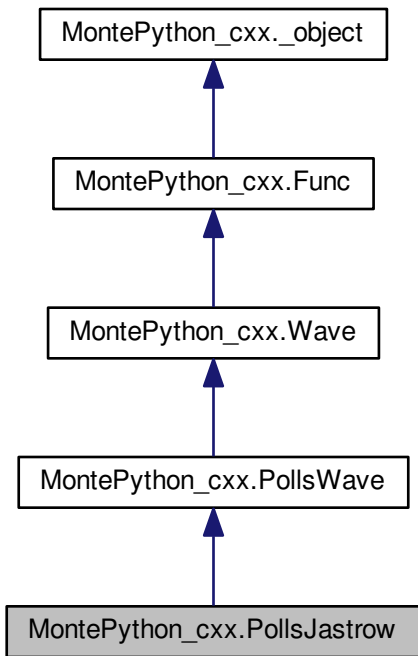 MontePython_cxx._object
MontePython_cxx.Func
MontePython_cxx.Wave
MontePython_cxx.PollsWave
MontePython_cxx.PollsJastrow